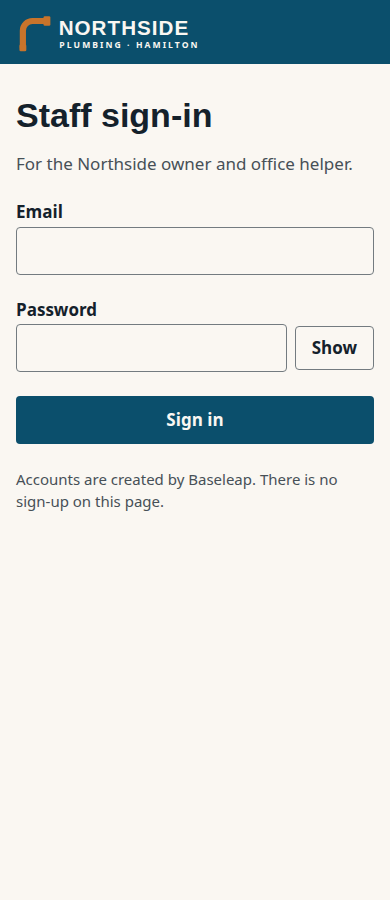 NORTHSIDE
PLUMBING · HAMILTON
Staff sign-in
For the Northside owner and office helper.
Email
Password
Show
Sign in
Accounts are created by Baseleap. There is no
sign-up on this page.